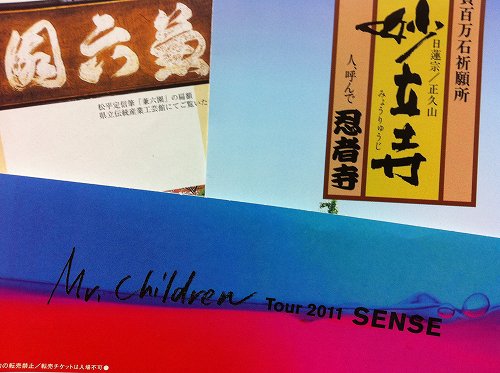 園六兼
松平定信筆「兼六園」の扁額
県立伝統産業工芸館にてご覧いた
百万石祈願所
日蓮宗/正久山
妙立寺
みょうりゅうじ
人、呼んで
忍者寺
Mr. Children Tour 2011 SENSE
の転売禁止/転売チケットは入場不可●